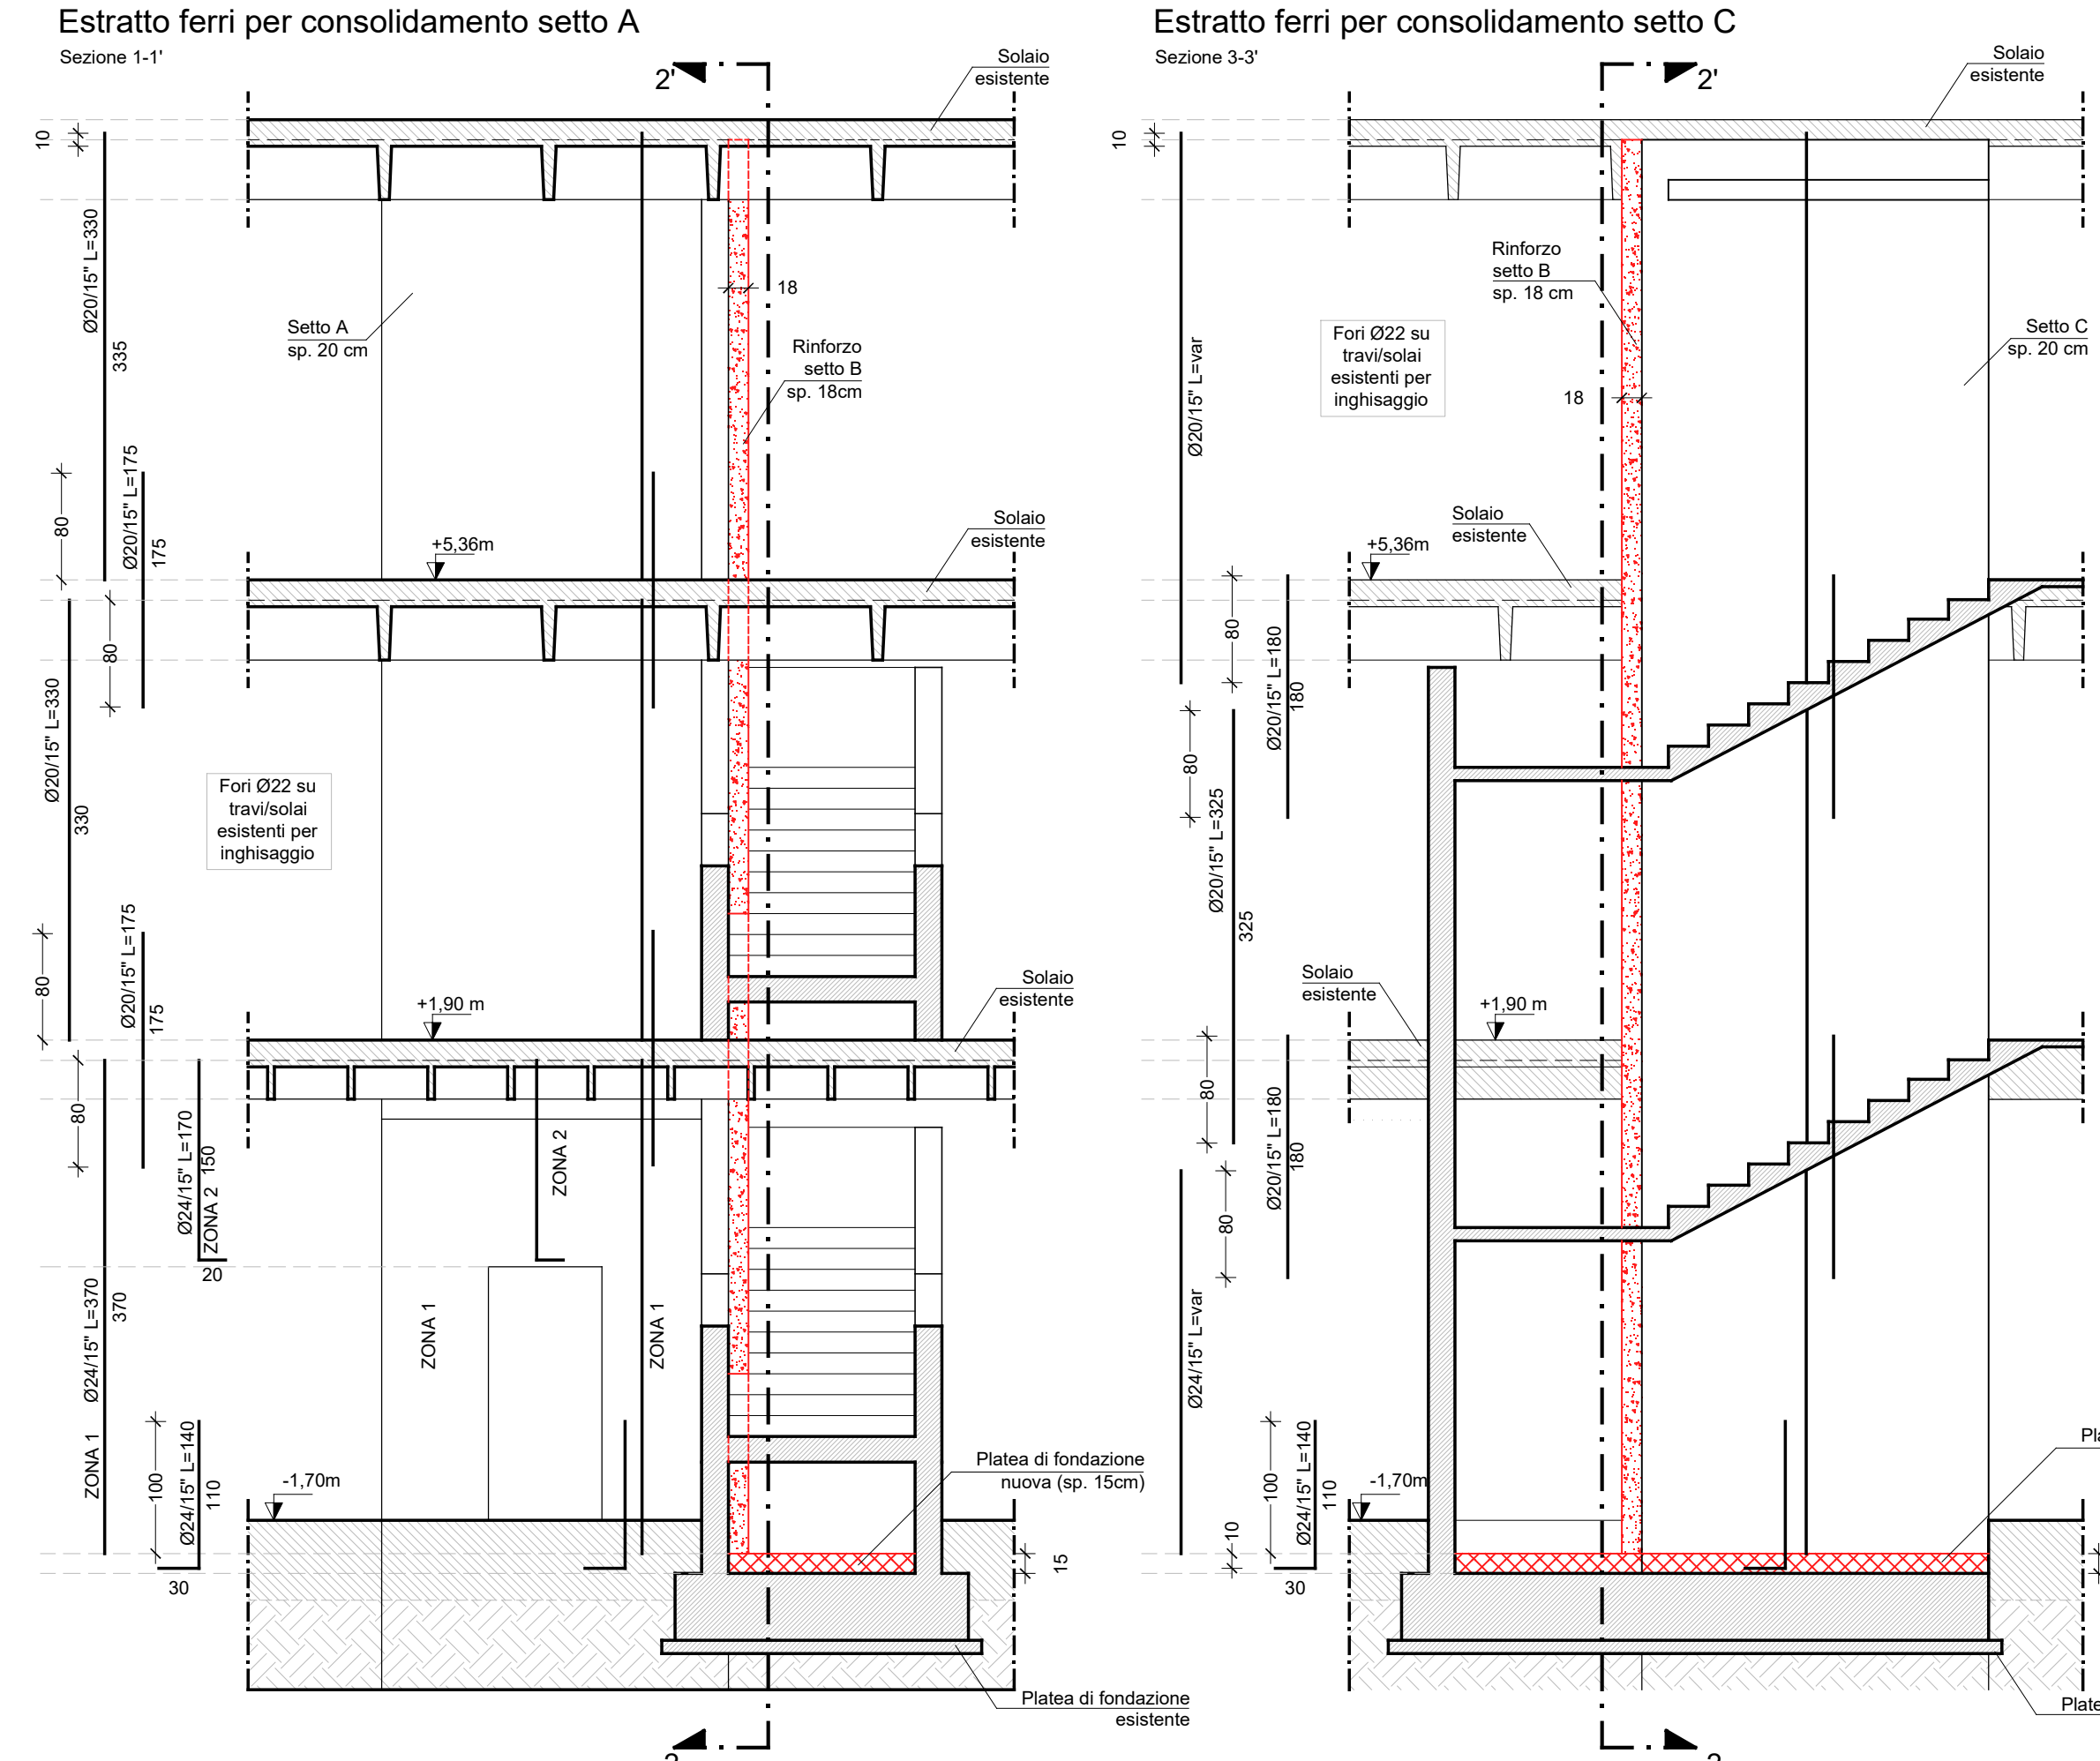 Estratto ferri per consolidamento setto A
Sezione 1-1'
2'
Solaio
esistente
10
Ø20/15" L=330
335
Setto A
sp. 20 cm
18
Rinforzo
setto B
sp. 18cm
80
Ø20/15" L=175
175
+5,36m
Solaio
esistente
80
Ø20/15" L=330
330
Fori Ø22 su
travi/solai
esistenti per
inghisaggio
80
Ø20/15" L=175
175
+1,90 m
Solaio
esistente
80
Ø24/15" L=170
ZONA 2 150
20
ZONA 2
ZONA 1 Ø24/15" L=370
370
ZONA 1
ZONA 1
100
Ø24/15" L=140
110
30
-1,70m
Platea di fondazione
nuova (sp. 15cm)
15
Platea di fondazione
esistente
Estratto ferri per consolidamento setto C
Sezione 3-3'
2'
Solaio
esistente
10
Rinforzo
setto B
sp. 18 cm
Ø20/15" L=var
Fori Ø22 su
travi/solai
esistenti per
inghisaggio
18
Setto C
sp. 20 cm
Solaio
esistente
+5,36m
80
Ø20/15" L=180
180
80
Ø20/15" L=325
325
Solaio
esistente
+1,90 m
80
Ø20/15" L=180
180
80
Ø24/15" L=var
100
Ø24/15" L=140
110
10
30
-1,70m